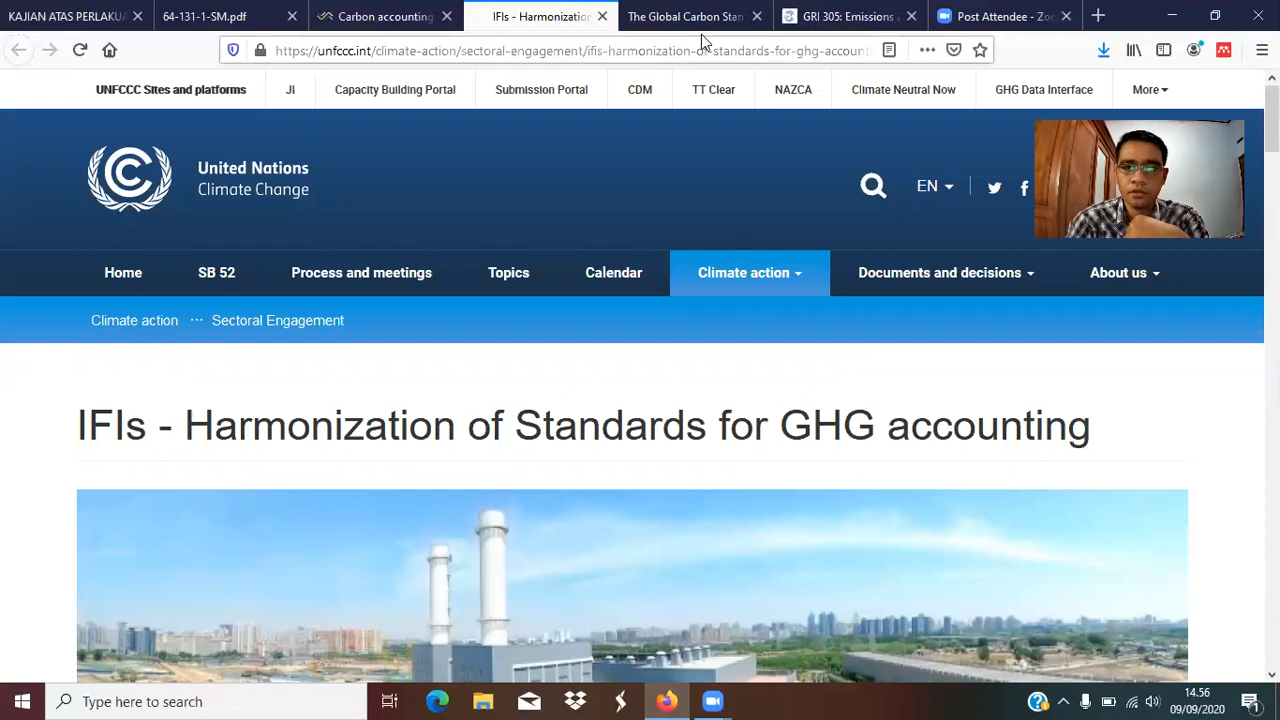 KAJIAN ATAS PERLAKUA
64-131-1-SM.pdf
Carbon accounting
IFIs - Harmonization
The Global Carbon Stan
GRI 305: Emissions
Post Attendee - Zoo
https://unfccc.int/climate-action/sectoral-engagement/ifis-harmonization-of-standards-for-ghg-account
UNFCCC Sites and platforms
JI
Capacity Building Portal
Submission Portal
CDM
TT Clear
NAZCA
Climate Neutral Now
GHG Data Interface
More
United Nations
Climate Change
EN
Home
SB 52
Process and meetings
Topics
Calendar
Climate action
Documents and decisions
About us
Climate action ··· Sectoral Engagement
IFIs - Harmonization of Standards for GHG accounting
Type here to search
14.56
09/09/2020